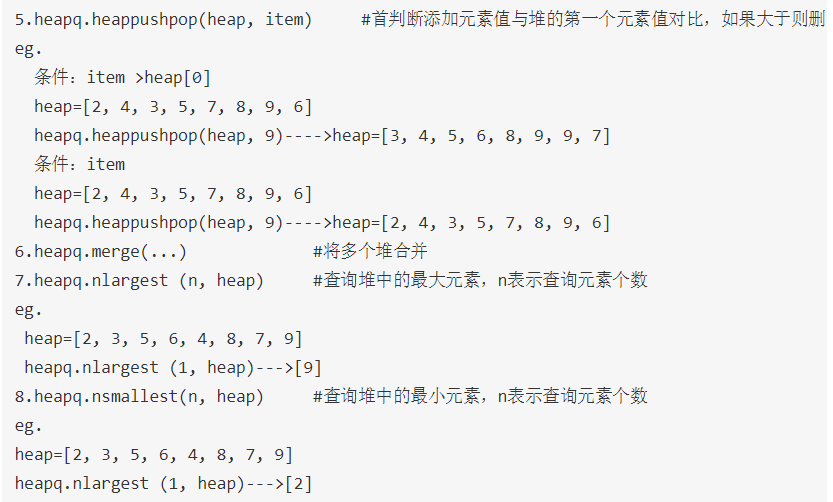 5.heapq.heappushpop(heap, item)     #首判断添加元素值与堆的第一个元素值对比，如果大于则删
eg.
  条件：item >heap[0]
  heap=[2, 4, 3, 5, 7, 8, 9, 6]
  heapq.heappushpop(heap, 9)---->heap=[3, 4, 5, 6, 8, 9, 9, 7]
  条件：item
  heap=[2, 4, 3, 5, 7, 8, 9, 6]
  heapq.heappushpop(heap, 9)---->heap=[2, 4, 3, 5, 7, 8, 9, 6]
6.heapq.merge(...)             #将多个堆合并
7.heapq.nlargest (n, heap)     #查询堆中的最大元素，n表示查询元素个数
eg.
 heap=[2, 3, 5, 6, 4, 8, 7, 9]
 heapq.nlargest (1, heap)--->[9]
8.heapq.nsmallest(n, heap)     #查询堆中的最小元素，n表示查询元素个数
eg.
heap=[2, 3, 5, 6, 4, 8, 7, 9]
heapq.nlargest (1, heap)--->[2]